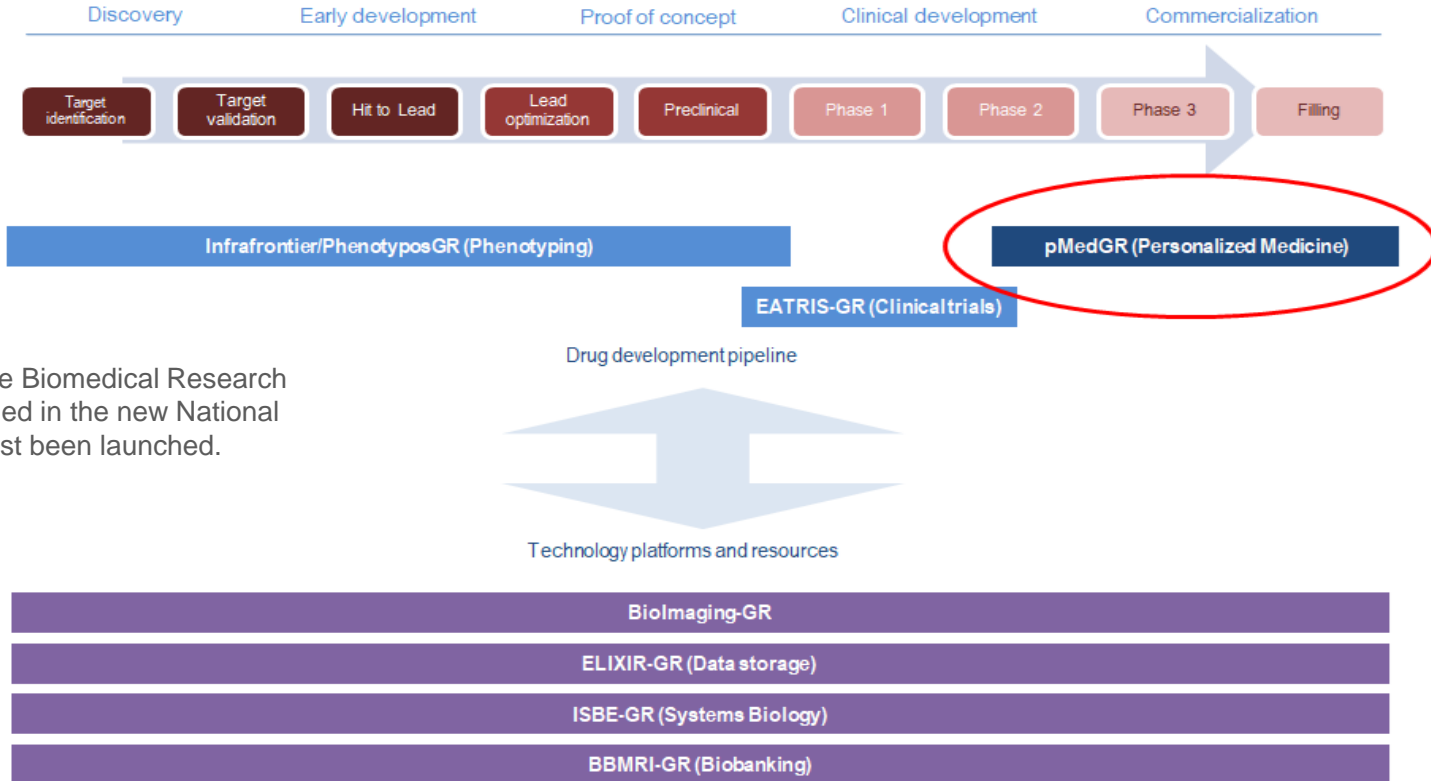 Discovery
Early development
Proof of concept
Clinical development
Commercialization
Target
identification
Target
validation
Hit to Lead
Lead
optimization
Preclinical
Phase 1
Phase 2
Phase 3
Filling
Infrafrontier/PhenotyposGR (Phenotyping)
pMedGR (Personalized Medicine)
EATRIS-GR (Clinical trials)
Drug development pipeline
e Biomedical Research
ed in the new National
st been launched.
Technology platforms and resources
BioImaging-GR
ELIXIR-GR (Data storage)
ISBE-GR (Systems Biology)
BBMRI-GR (Biobanking)